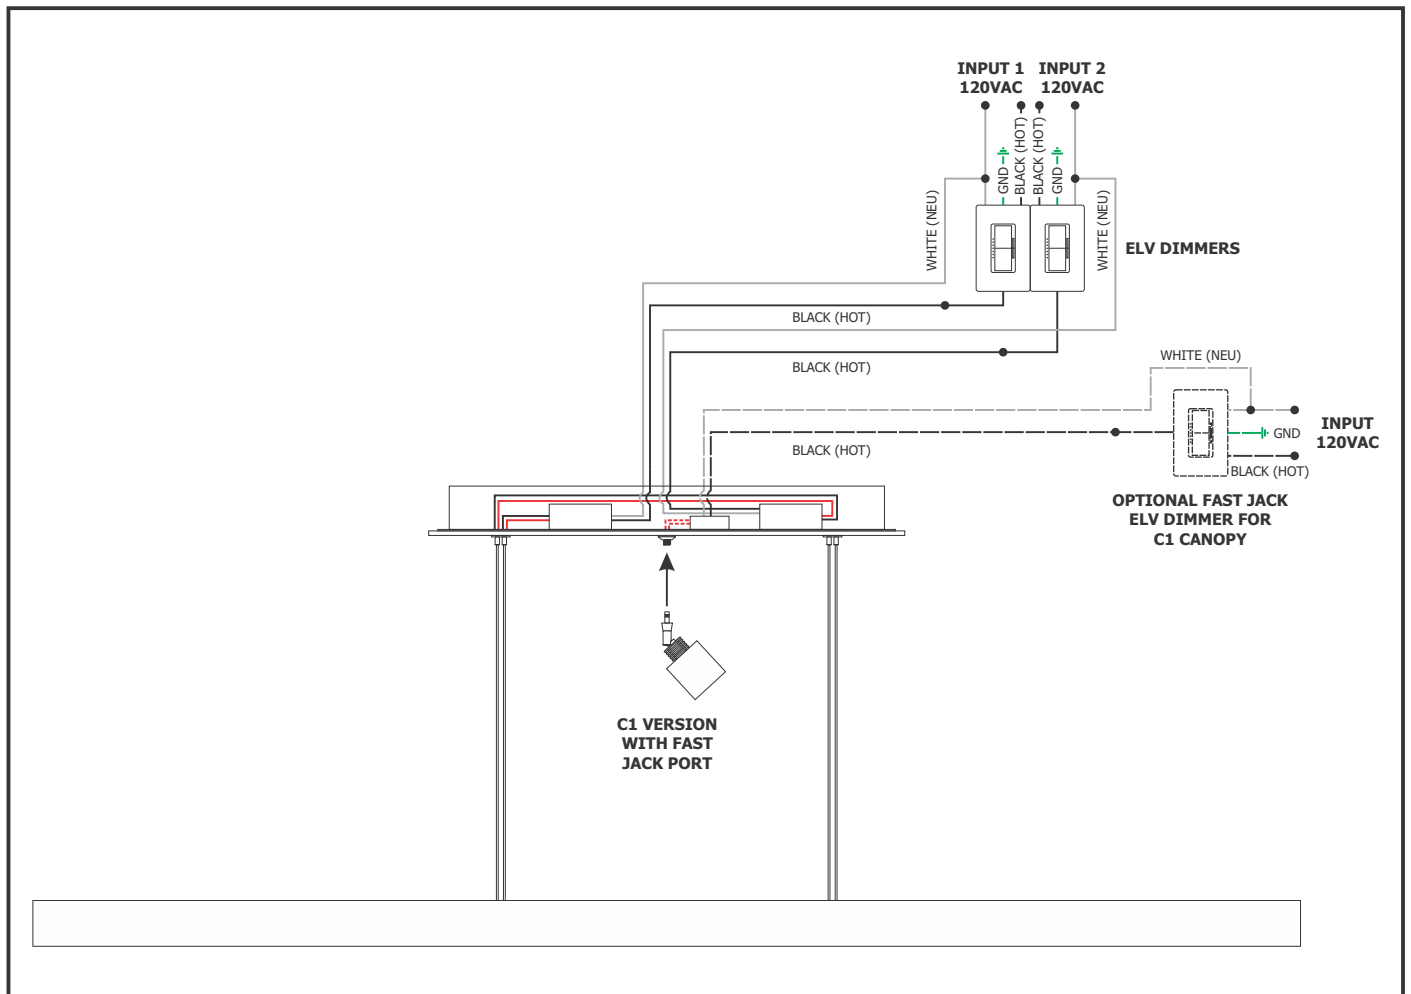 INPUT 1
120VAC
INPUT 2
120VAC
GND
BLACK (HOT)
BLACK (HOT)
GND
WHITE (NEU)
WHITE (NEU)
ELV DIMMERS
BLACK (HOT)
BLACK (HOT)
WHITE (NEU)
INPUT
120VAC
GND
BLACK (HOT)
BLACK (HOT)
OPTIONAL FAST JACK
ELV DIMMER FOR
C1 CANOPY
C1 VERSION
WITH FAST
JACK PORT